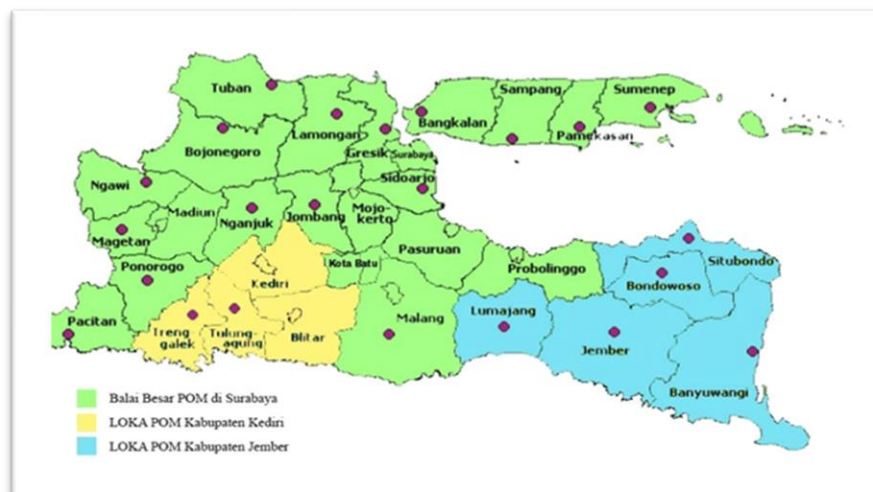 Tuban
Lamongan
Bojonegoro
Gresik
Surabaya
Sidoarjo
Bangkalan
Sampang
Pamekasan
Sumenep
Ngawi
Madiun
Magetan
Nganjuk
Jombang
Mojo-
kerto
Ponorogo
Pacitan
Kediri
Kota Batu
Pasuruan
Probolinggo
Situbondo
Bondowoso
Treng
galek
Tulung-
agung
Blitar
Malang
Lumajang
Jember
Banyuwangi
Balai Besar POM di Surabaya
LOKA POM Kabupaten Kediri
LOKA POM Kabupaten Jember